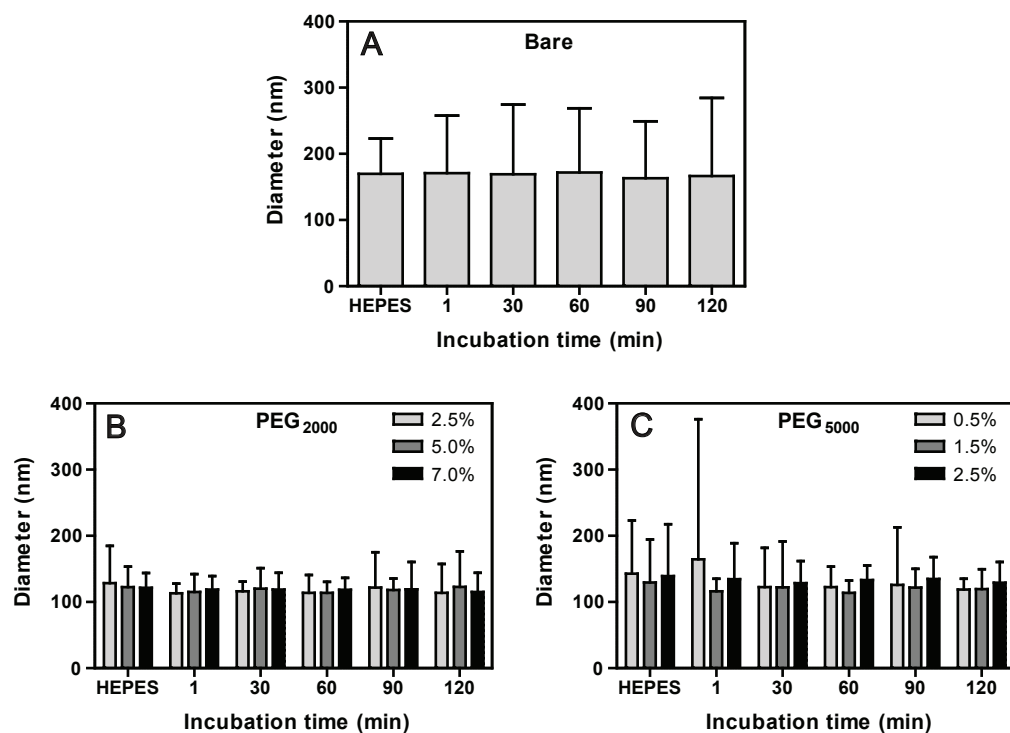 A
Bare
400
300
200
100
0
Diameter (nm)
HEPES 1 30 60 90 120
Incubation time (min)
B
PEG2000
2.5%
5.0%
7.0%
400
300
200
100
0
Diameter (nm)
HEPES 1 30 60 90 120
Incubation time (min)
C
PEG5000
0.5%
1.5%
2.5%
400
300
200
100
0
Diameter (nm)
HEPES 1 30 60 90 120
Incubation time (min)